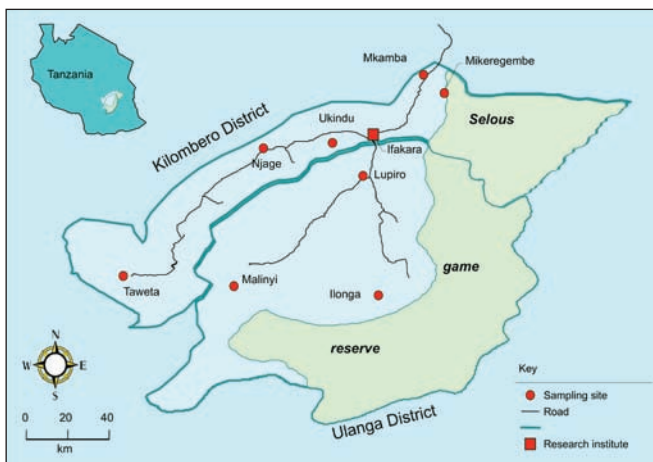 Tanzania
Mkamba
Mikeregembe
Kilombero District
Ukindu
Selous
Njage
Ifakara
Lupiro
game
Taweta
Malinyi
Ilonga
reserve
N
W E
S
Key
Sampling site
Road
Research institute
0 20 40
km
Ulanga District